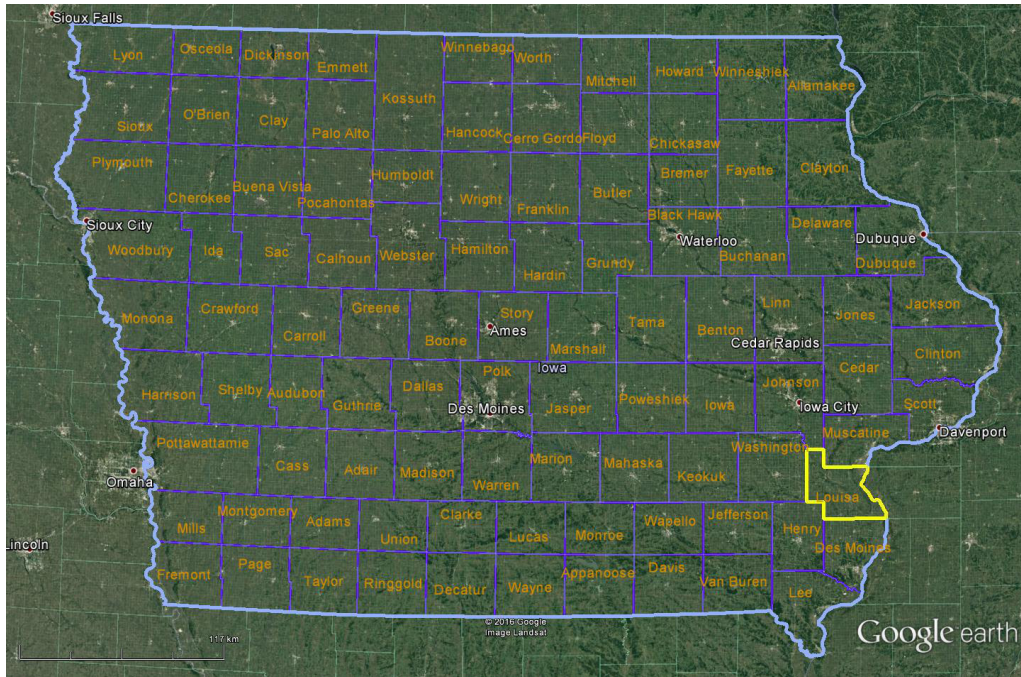 Sioux Falls
Lyon
Osceola
Dickinson
Emmett
Winnebago
Worth
Mitchell
Howard
Winneshiek
Allamakee
Kossuth
Sioux
O'Brien
Clay
Palo Alto
Hancock
Cerro Gordo
Floyd
Chickasaw
Plymouth
Cherokee
Buena Vista
Pocahontas
Humboldt
Wright
Franklin
Butler
Bremer
Fayette
Clayton
Sioux City
Woodbury
Ida
Sac
Calhoun
Webster
Hamilton
Hardin
Grundy
Black Hawk
Waterloo
Buchanan
Delaware
Dubuque
Dubuque
Monona
Crawford
Carroll
Greene
Boone
Story
Ames
Marshall
Tama
Benton
Linn
Cedar Rapids
Jones
Jackson
Clinton
Cedar
Iowa
Harrison
Shelby
Audubon
Guthrie
Dallas
Polk
Des Moines
Jasper
Poweshiek
Iowa
Johnson
Iowa City
Scott
Muscatine
Davenport
Pottawattamie
Omaha
Cass
Adair
Madison
Warren
Marion
Mahaska
Keokuk
Washington
Louisa
Lincoln
Mills
Montgomery
Adams
Union
Clarke
Lucas
Monroe
Wapello
Jefferson
Henry
Des Moines
Fremont
Page
Taylor
Ringgold
Decatur
Wayne
Appanoose
Davis
Van Buren
Lee
© 2016 Google
Image Landsat
117 km
Google earth